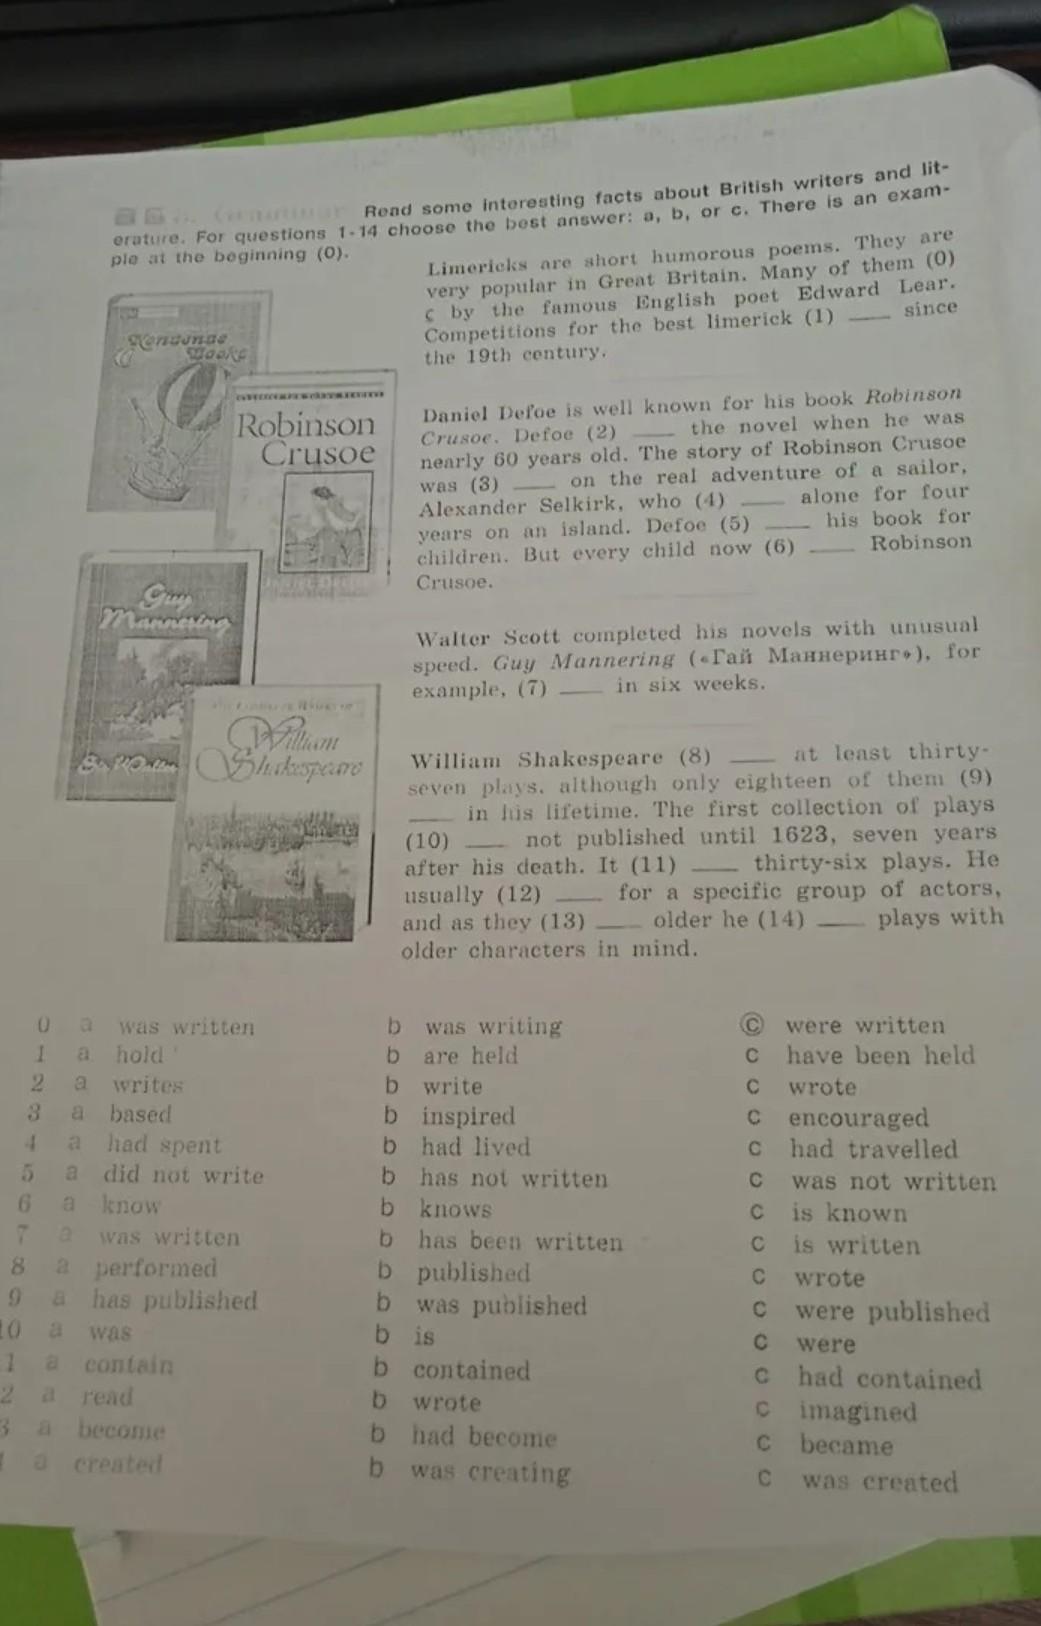 Grammar Read some interesting facts about British writers and lit-
erature. For questions 1-14 choose the best answer: a, b, or c. There is an exam-
ple at the beginning (0).
Limericks are short humorous poems. They are
very popular in Great Britain. Many of them (0)
c by the famous English poet Edward Lear.
Competitions for the best limerick (1) ___ since
the 19th century.
Nonsense
Books
Robinson
Crusoe
Daniel Defoe is well known for his book Robinson
Crusoe. Defoe (2) ___ the novel when he was
nearly 60 years old. The story of Robinson Crusoe
was (3) ___ on the real adventure of a sailor,
Alexander Selkirk, who (4) ___ alone for four
years on an island. Defoe (5) ___ his book for
children. But every child now (6) ___ Robinson
Crusoe.
Guy
Mannering
Walter Scott completed his novels with unusual
speed. Guy Mannering («Гай Маннеринг»), for
example, (7) ___ in six weeks.
William
Shakespeare
William Shakespeare (8) ___ at least thirty-
seven plays, although only eighteen of them (9)
___ in his lifetime. The first collection of plays
(10) ___ not published until 1623, seven years
after his death. It (11) ___ thirty-six plays. He
usually (12) ___ for a specific group of actors,
and as they (13) ___ older he (14) ___ plays with
older characters in mind.
0 a was written b was writing c were written
1 a hold b are held c have been held
2 a writes b write c wrote
3 a based b inspired c encouraged
4 a had spent b had lived c had travelled
5 a did not write b has not written c was not written
6 a know b knows c is known
7 a was written b has been written c is written
8 a performed b published c wrote
9 a has published b was published c were published
10 a was b is c were
1 a contain b contained c had contained
2 a read b wrote c imagined
3 a become b had become c became
a created b was creating c was created